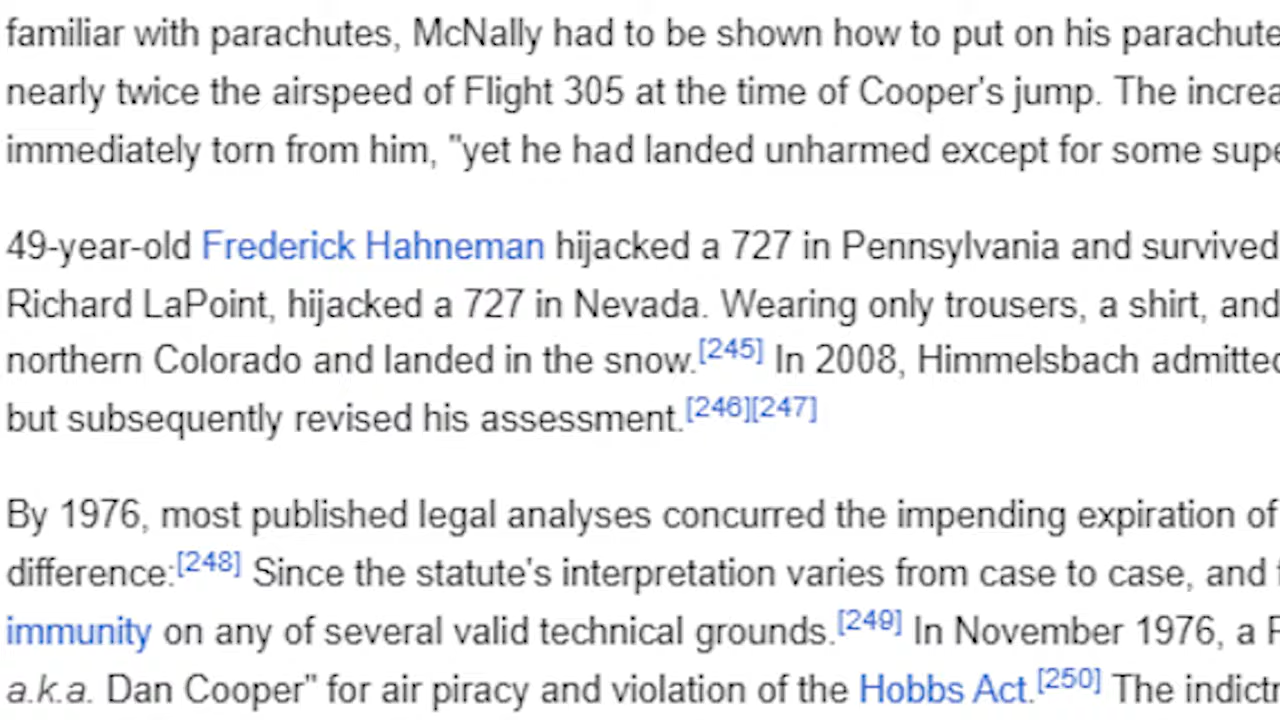 familiar with parachutes, McNally had to be shown how to put on his parachute
nearly twice the airspeed of Flight 305 at the time of Cooper's jump. The increa
immediately torn from him, "yet he had landed unharmed except for some supe
49-year-old Frederick Hahneman hijacked a 727 in Pennsylvania and survived
Richard LaPoint, hijacked a 727 in Nevada. Wearing only trousers, a shirt, and
northern Colorado and landed in the snow.[245] In 2008, Himmelsbach admitted
but subsequently revised his assessment.[246][247]
By 1976, most published legal analyses concurred the impending expiration of
difference:[248] Since the statute's interpretation varies from case to case, and
immunity on any of several valid technical grounds.[249] In November 1976, a
a.k.a. Dan Cooper" for air piracy and violation of the Hobbs Act.[250] The indict